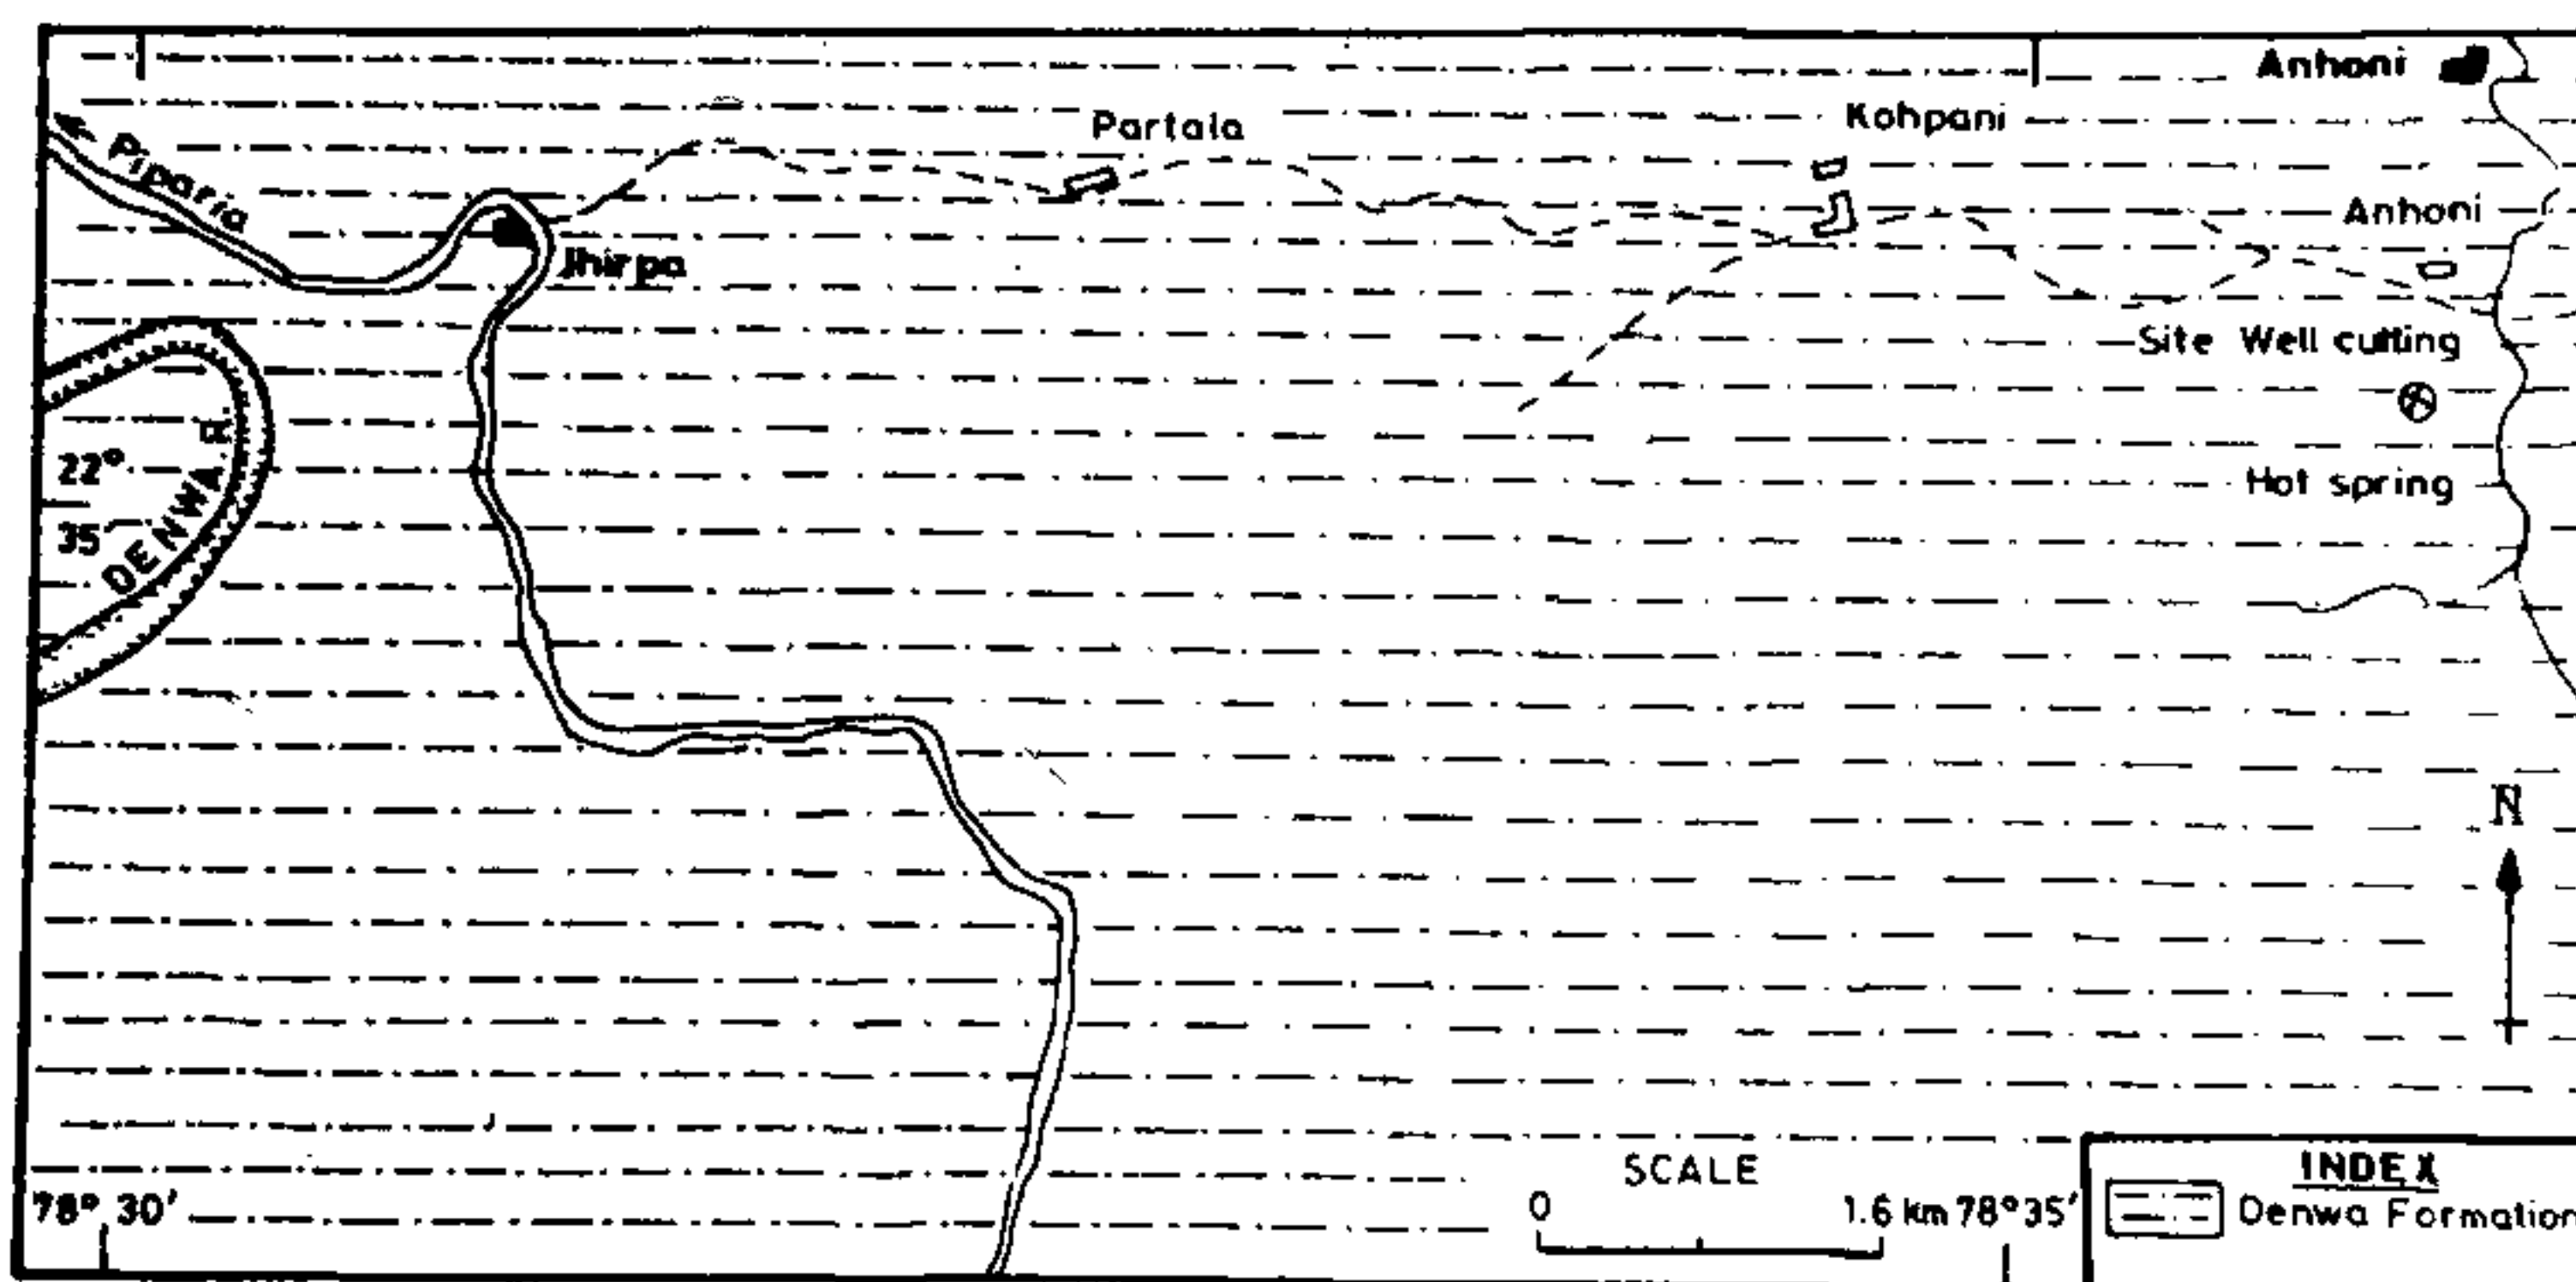 Anhoni
Partala
Kohpani
Piparia
Anhoni
Jhirpa
Site Well cutting
DENWA R.
22°
35'
Hot spring
N
SCALE
0 1.6 km
78° 30'
78° 35'
INDEX
Denwa Formation